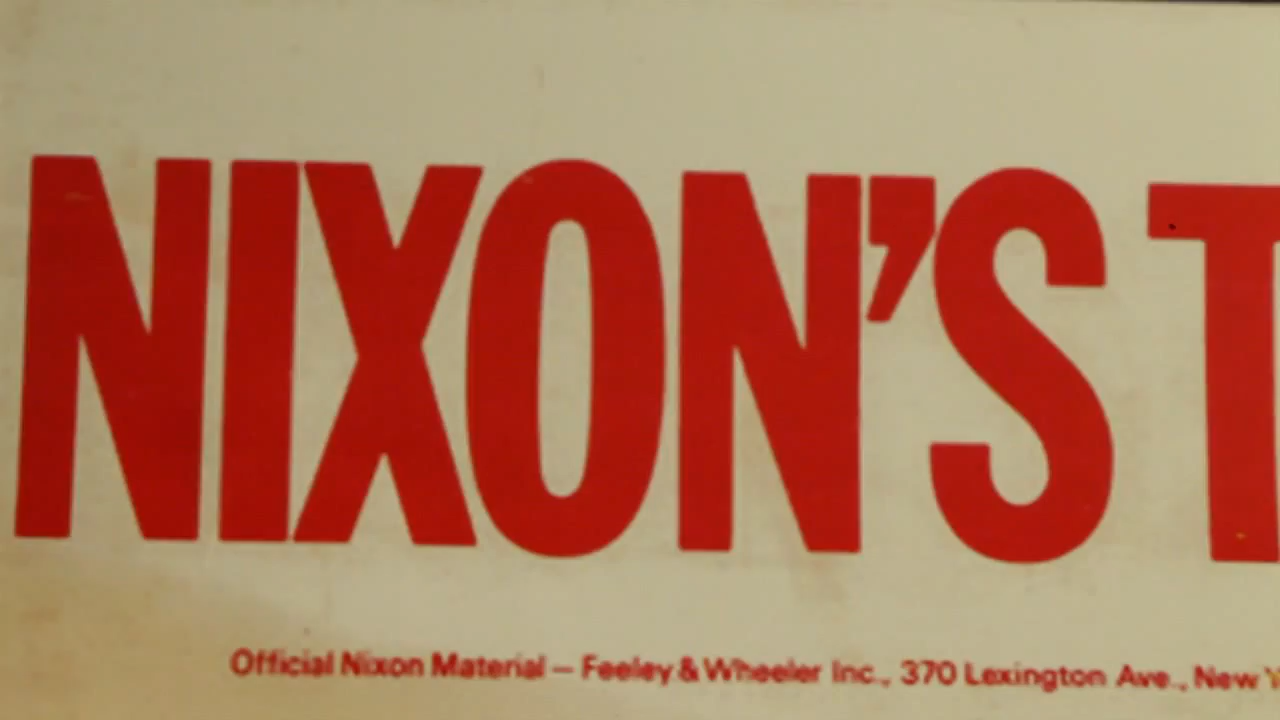 NIXON'S T
Official Nixon Material — Feeley & Wheeler Inc., 370 Lexington Ave., New Y